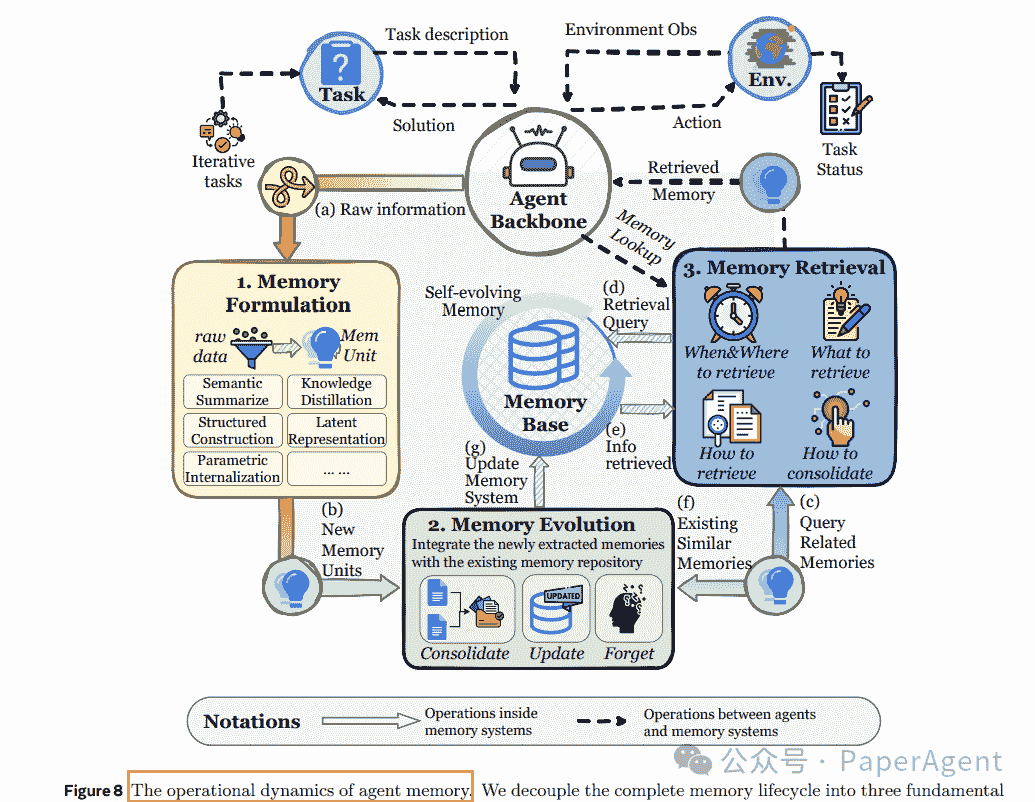 Task description
Environment Obs
Task
Env.
Solution
Action
Iterative
tasks
Task
Status
Agent
Backbone
Retrieved
Memory
(a) Raw information
Memory
Lookup
1. Memory
Formulation
raw
data
Mem
Unit
Semantic
Summarize
Knowledge
Distillation
Structured
Construction
Latent
Representation
Parametric
Internalization
... ...
Self-evolving
Memory
Memory
Base
(d)
Retrieval
Query
3. Memory Retrieval
When&Where
to retrieve
What to
retrieve
How to
retrieve
How to
consolidate
(e)
Info
retrieved
(g)
Update
Memory
System
(b)
New
Memory
Units
2. Memory Evolution
Integrate the newly extracted memories
with the existing memory repository
UPDATED
Consolidate
Update
Forget
(f)
Existing
Similar
Memories
(c)
Query
Related
Memories
Notations
Operations inside
memory systems
Operations between agents
and memory systems
公众号 · PaperAgent
Figure 8 The operational dynamics of agent memory. We decouple the complete memory lifecycle into three fundamental